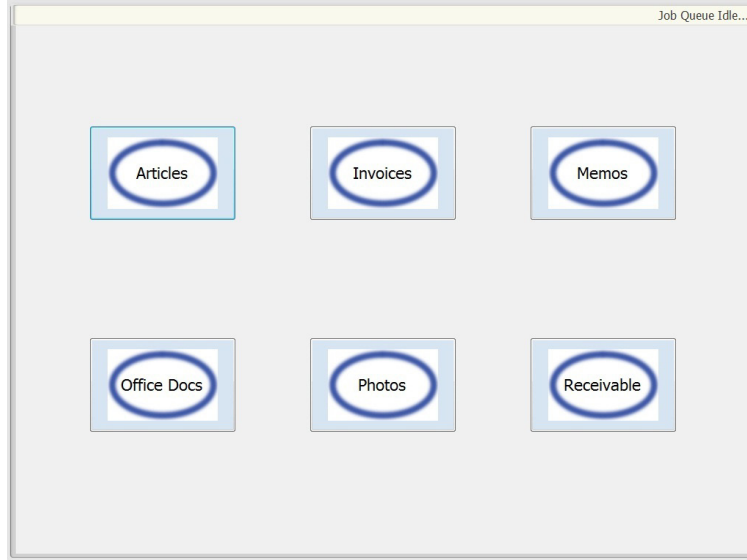 Job Queue Idle...
Articles
Invoices
Memos
Office Docs
Photos
Receivable